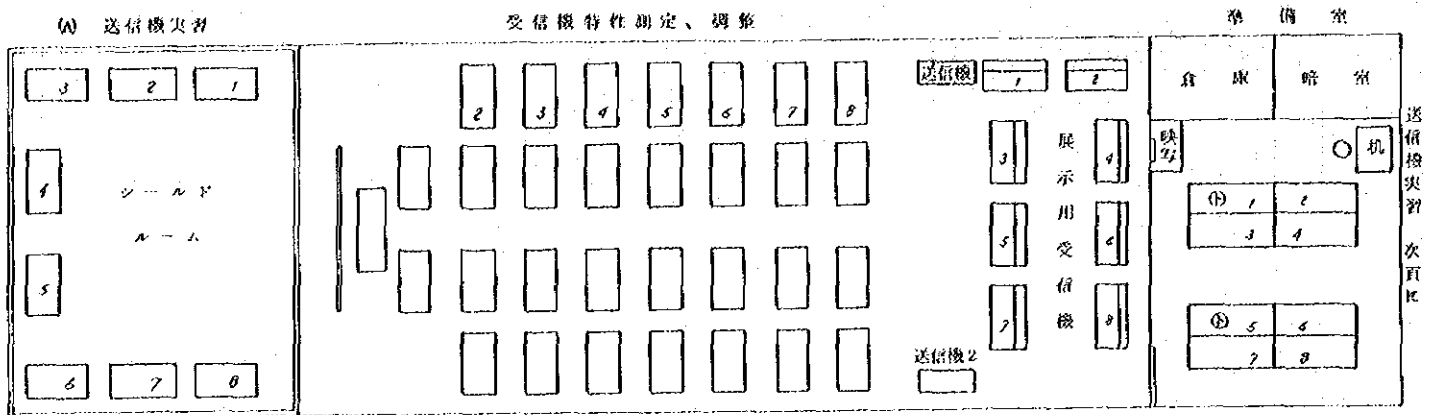 (A) 送信機実習
受信機特性測定、調整
準備室
3 2 1
4
シールド
ルーム
5
6 7 8
2 3 4 5 6 7 8
送信機
1 2
3 4
5 6
7 8
展示用受信機
送信機2
倉庫
暗室
映写
机
ト 1 2
3 4
ト 5 6
7 8
送信機実習 次頁に